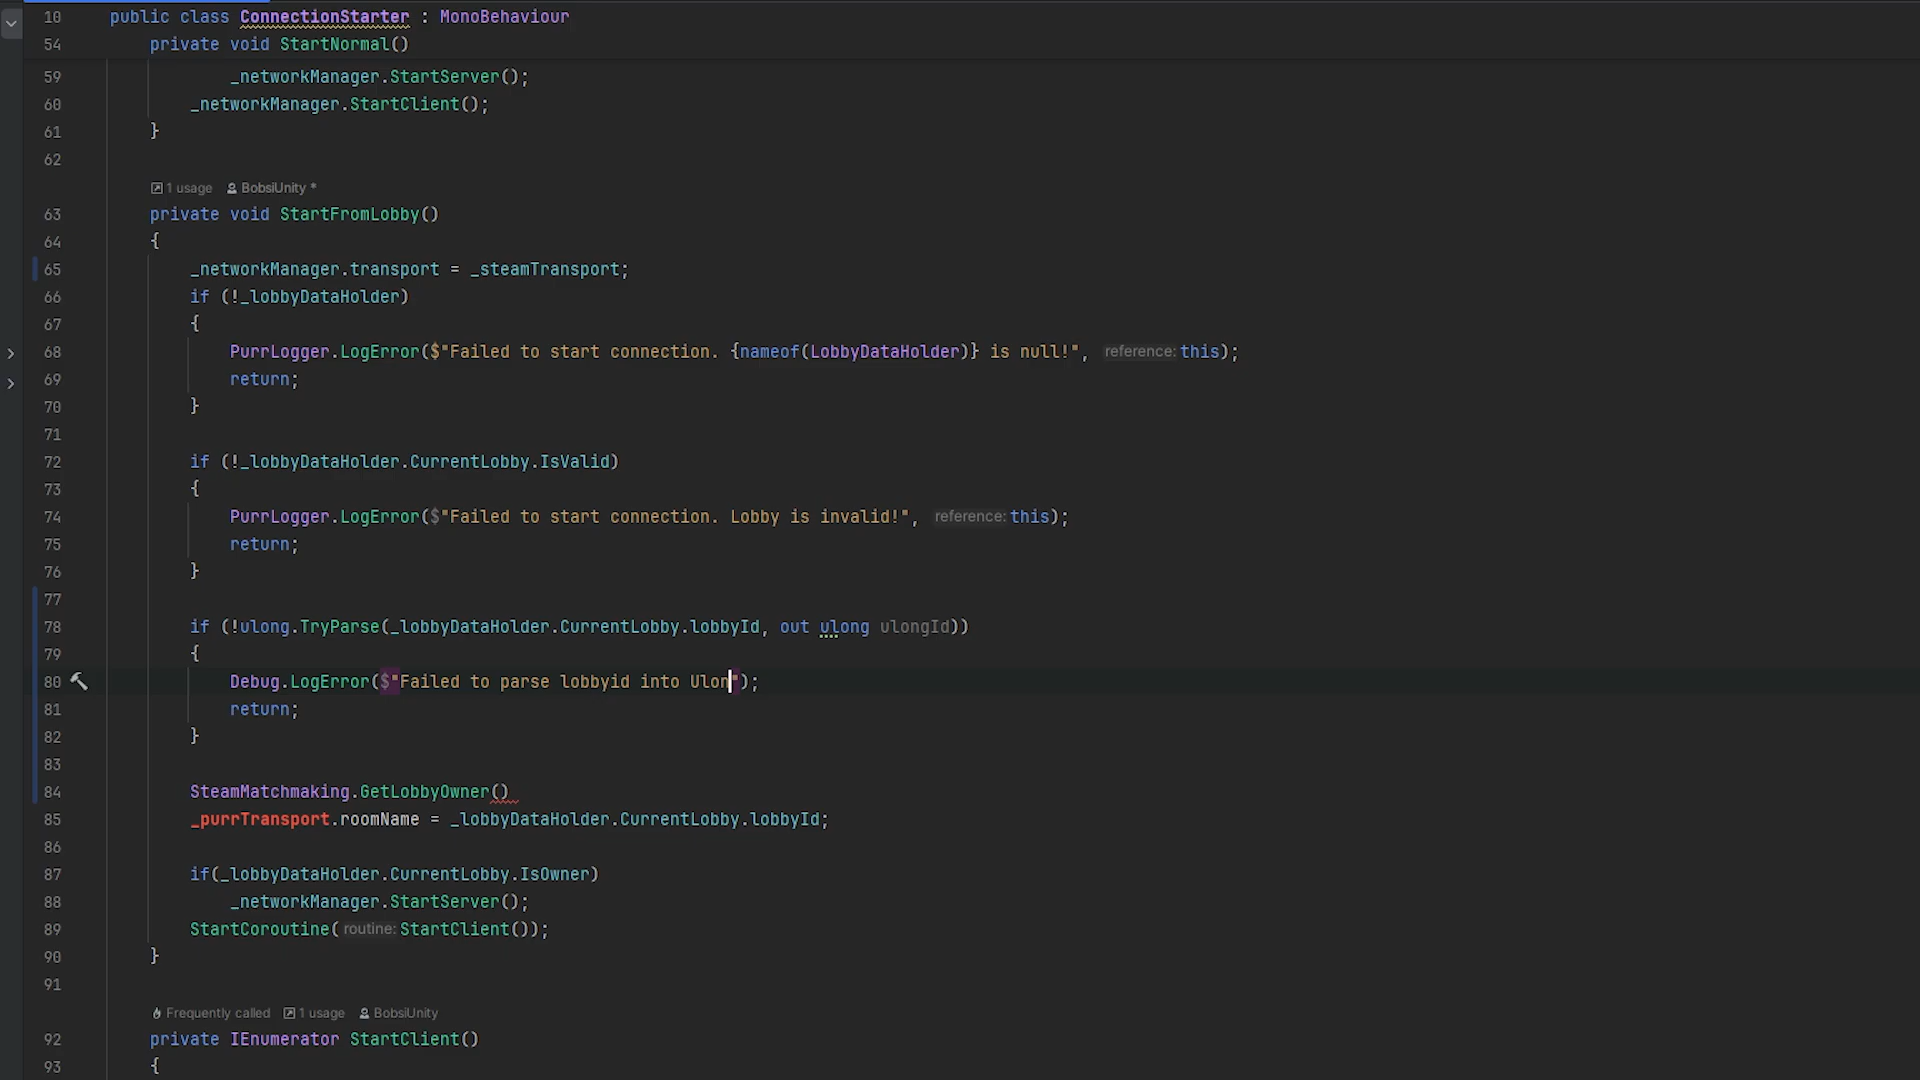 10 public class ConnectionStarter : MonoBehaviour
54 private void StartNormal()
59 _networkManager.StartServer();
60 _networkManager.StartClient();
61 }
62
1 usage BobsiUnity *
63 private void StartFromLobby()
64 {
65 _networkManager.transport = _steamTransport;
66 if (!_lobbyDataHolder)
67 {
68 PurrLogger.LogError($"Failed to start connection. {nameof(LobbyDataHolder)} is null!", reference: this);
69 return;
70 }
71
72 if (!_lobbyDataHolder.CurrentLobby.IsValid)
73 {
74 PurrLogger.LogError($"Failed to start connection. Lobby is invalid!", reference: this);
75 return;
76 }
77
78 if (!ulong.TryParse(_lobbyDataHolder.CurrentLobby.lobbyId, out ulong ulongId))
79 {
80 Debug.LogError($"Failed to parse lobbyid into Ulon");
81 return;
82 }
83
84 SteamMatchmaking.GetLobbyOwner()
85 _purrTransport.roomName = _lobbyDataHolder.CurrentLobby.lobbyId;
86
87 if(_lobbyDataHolder.CurrentLobby.IsOwner)
88 _networkManager.StartServer();
89 StartCoroutine( routine: StartClient());
90 }
91
Frequently called 1 usage BobsiUnity
92 private IEnumerator StartClient()
93 {